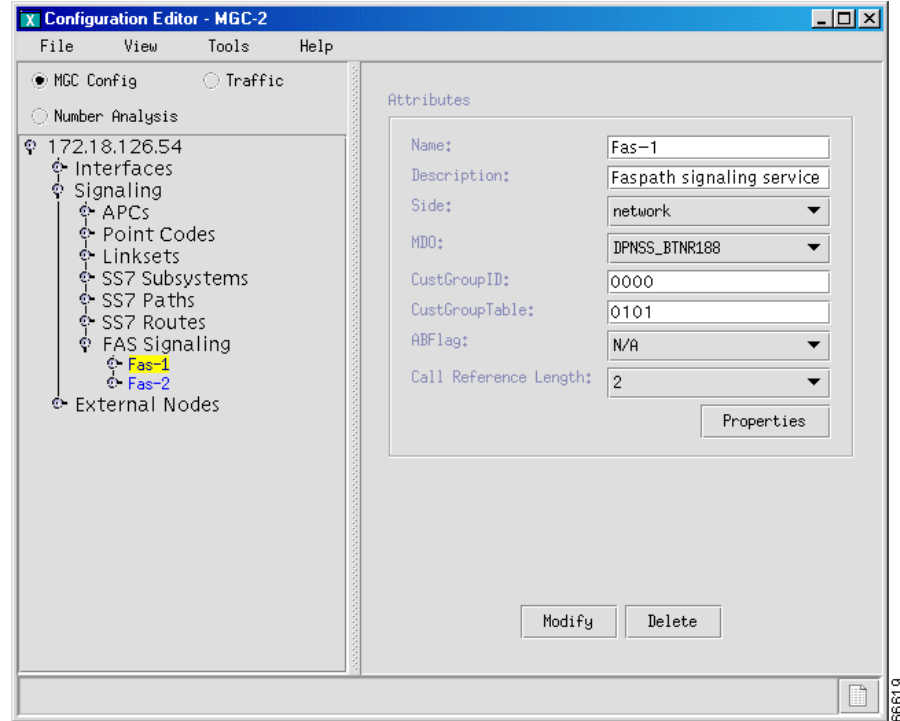 Configuration Editor - MGC-2
File View Tools Help
MGC Config Traffic
Number Analysis
172.18.126.54
Interfaces
Signaling
APCs
Point Codes
Linksets
SS7 Subsystems
SS7 Paths
SS7 Routes
FAS Signaling
Fas-1
Fas-2
External Nodes
Attributes
Name: Fas-1
Description: Faspath signaling service
Side: network
MDO: DPNSS_BTNR188
CustGroupID: 0000
CustGroupTable: 0101
ABFlag: N/A
Call Reference Length: 2
Properties
Modify Delete
66619